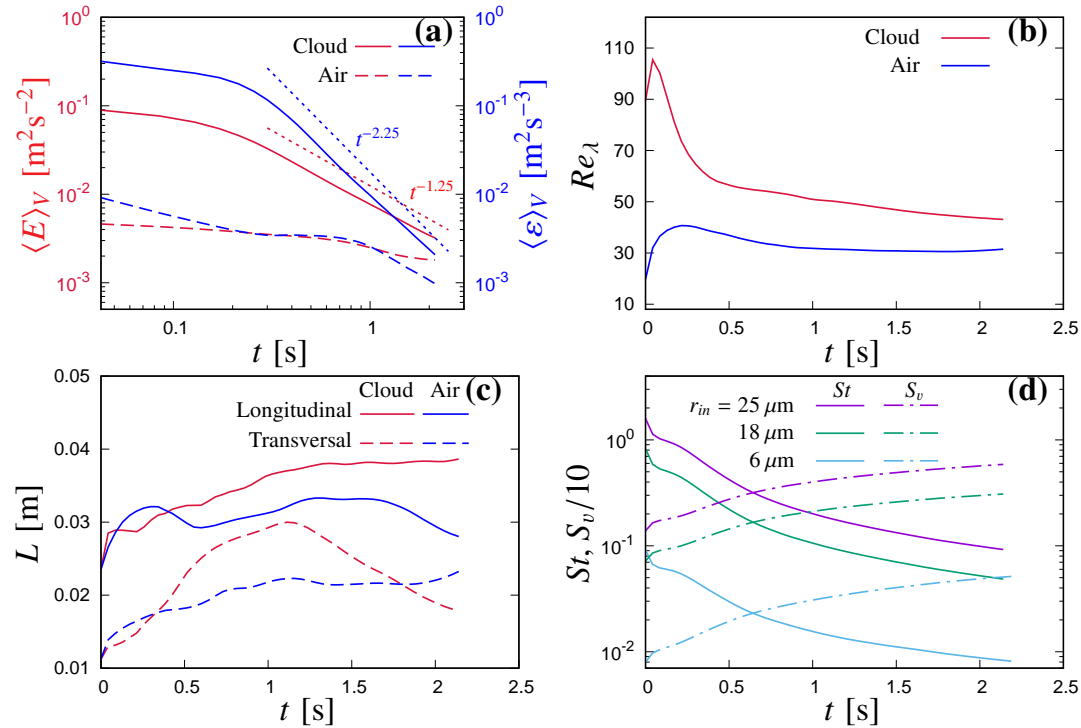 (a)
Cloud
Air
10^0
10^-1
10^-2
10^-3
⟨E⟩_V [m^2s^-2]
t^-2.25
t^-1.25
10^0
10^-1
10^-2
10^-3
⟨ε⟩_V [m^2s^-3]
0.1 1
t [s]
(b)
Cloud
Air
110
90
70
50
30
10
Re_λ
0 0.5 1 1.5 2 2.5
t [s]
(c)
Cloud Air
Longitudinal
Transversal
0.05
0.04
0.03
0.02
0.01
L [m]
0 0.5 1 1.5 2 2.5
t [s]
(d)
St S_v
r_in = 25 μm
18 μm
6 μm
10^0
10^-1
10^-2
St, S_v/10
0 0.5 1 1.5 2 2.5
t [s]